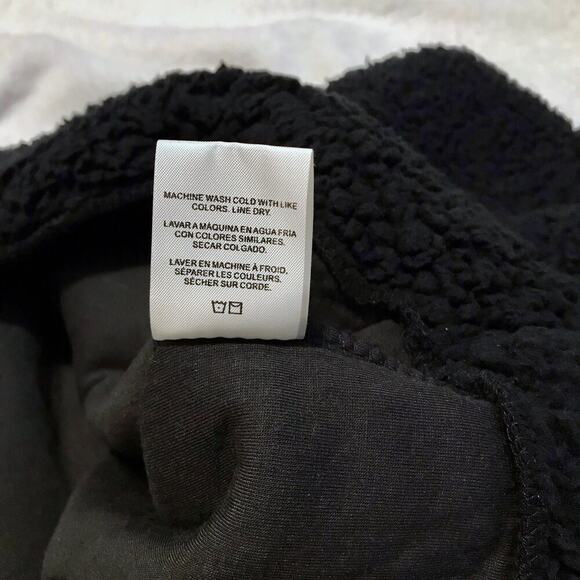 MACHINE WASH COLD WITH LIKE
COLORS. LINE DRY.
LAVAR A MÁQUINA EN AGUA FRÍA
CON COLORES SIMILARES.
SECAR COLGADO.
LAVER EN MACHINE À FROID.
SÉPARER LES COULEURS.
SÉCHER SUR CORDE.